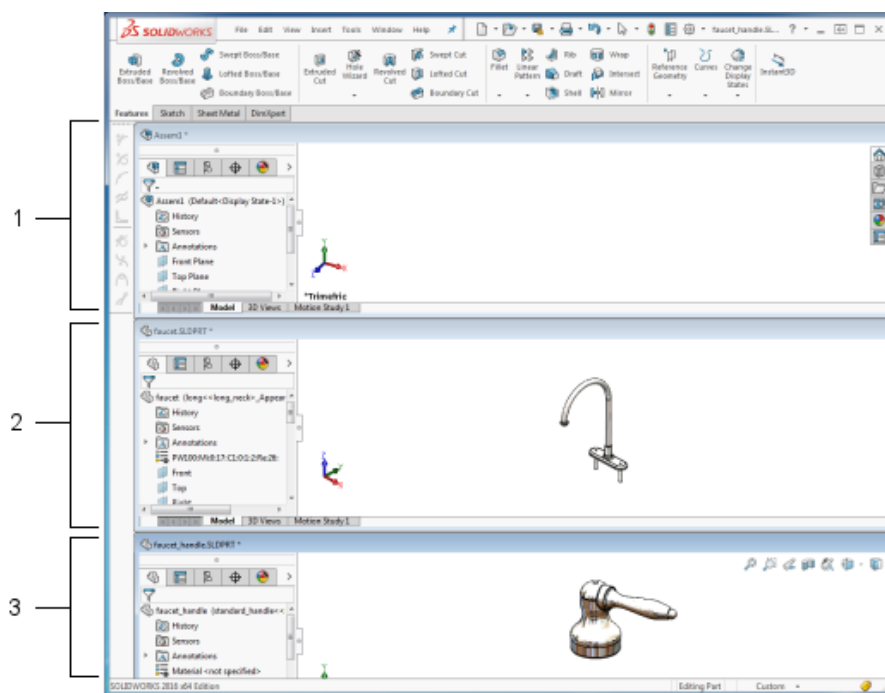 SOLIDWORKS File Edit View Insert Tools Window Help faucet_handle.SL... ?
Extruded Boss/Base Revolved Boss/Base Swept Boss/Base Lofted Boss/Base Boundary Boss/Base Extruded Cut Hole Wizard Revolved Cut Swept Cut Lofted Cut Boundary Cut Fillet Linear Pattern Rib Draft Shell Wrap Intersect Mirror Reference Geometry Curves Change Display States Instant3D
Features Sketch Sheet Metal DimXpert
1
Assem1 *
Assem1 (Default<Display State-1>)
History
Sensors
Annotations
Front Plane
Top Plane
*Trimetric
Model 3D Views Motion Study 1
2
faucet.SLDPRT *
faucet (long<<long_neck>_Appear
History
Sensors
Annotations
Front
Top
Right
Model 3D Views Motion Study 1
3
faucet_handle.SLDPRT *
faucet_handle (standard_handle<<
History
Sensors
Annotations
Material <not specified>
SOLIDWORKS 2016 x64 Edition Editing Part Custom